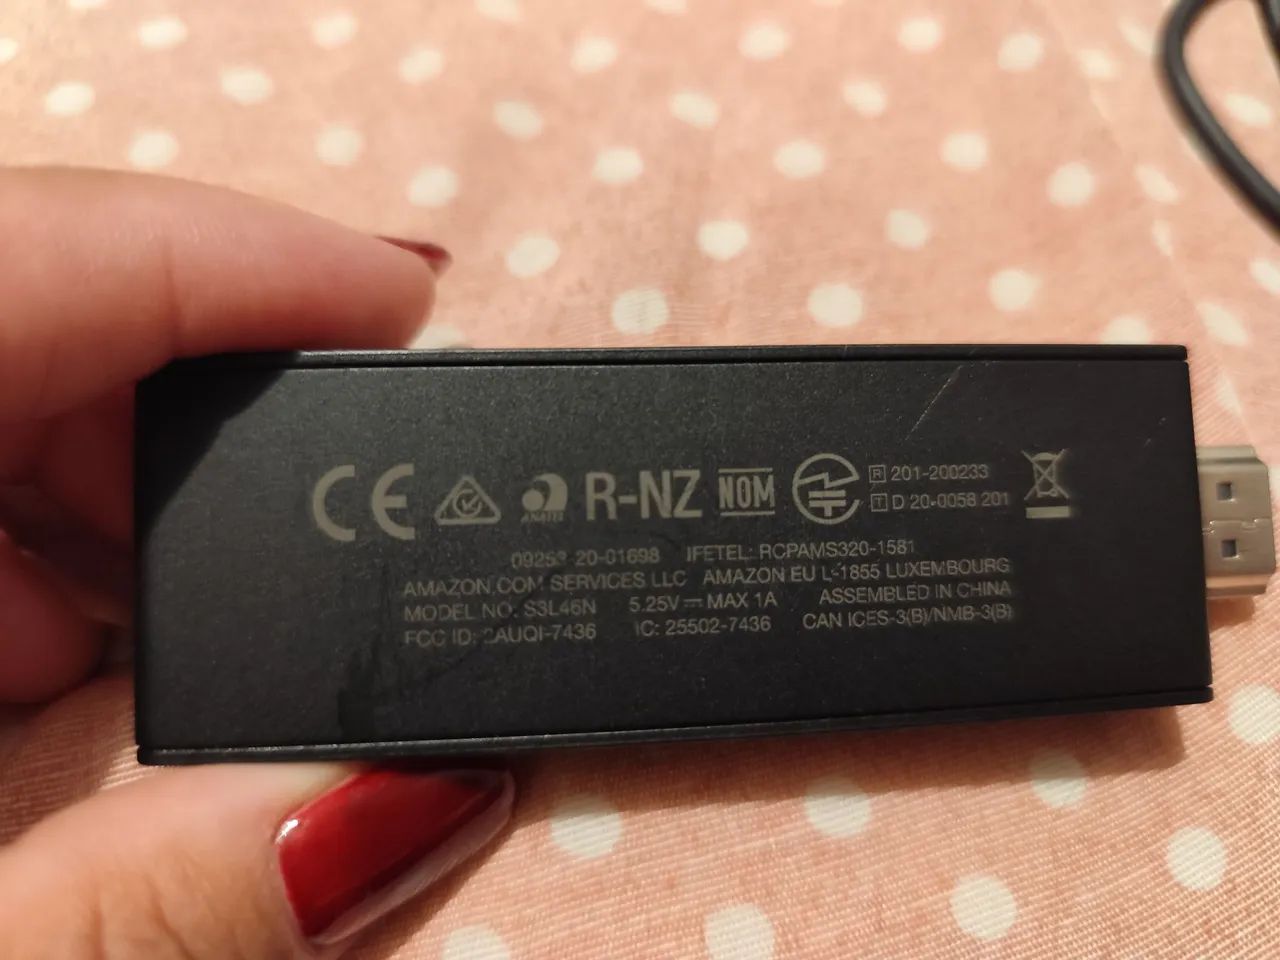 CE ANATEL R-NZ NOM R 201-200233
T D 20-0058 201
09253-20-01698 IFETEL: RCPAMS320-1581
AMAZON.COM SERVICES LLC AMAZON EU L-1855 LUXEMBOURG
MODEL NO. S3L46N 5.25V⎓MAX 1A ASSEMBLED IN CHINA
FCC ID: 2AUQI-7436 IC: 25502-7436 CAN ICES-3(B)/NMB-3(B)